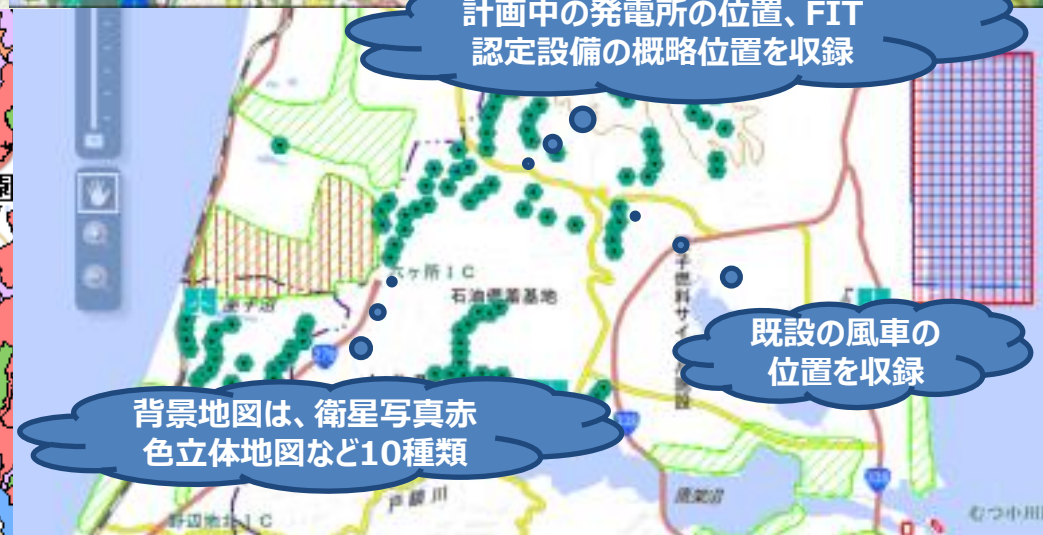 計画中の発電所の位置、FIT
認定設備の概略位置を収録
六ヶ所IC
石油備蓄基地
既設の風車の
位置を収録
背景地図は、衛星写真赤
色立体地図など10種類
戸鎖川
鷹架沼
野辺地北IC
むつ小川原